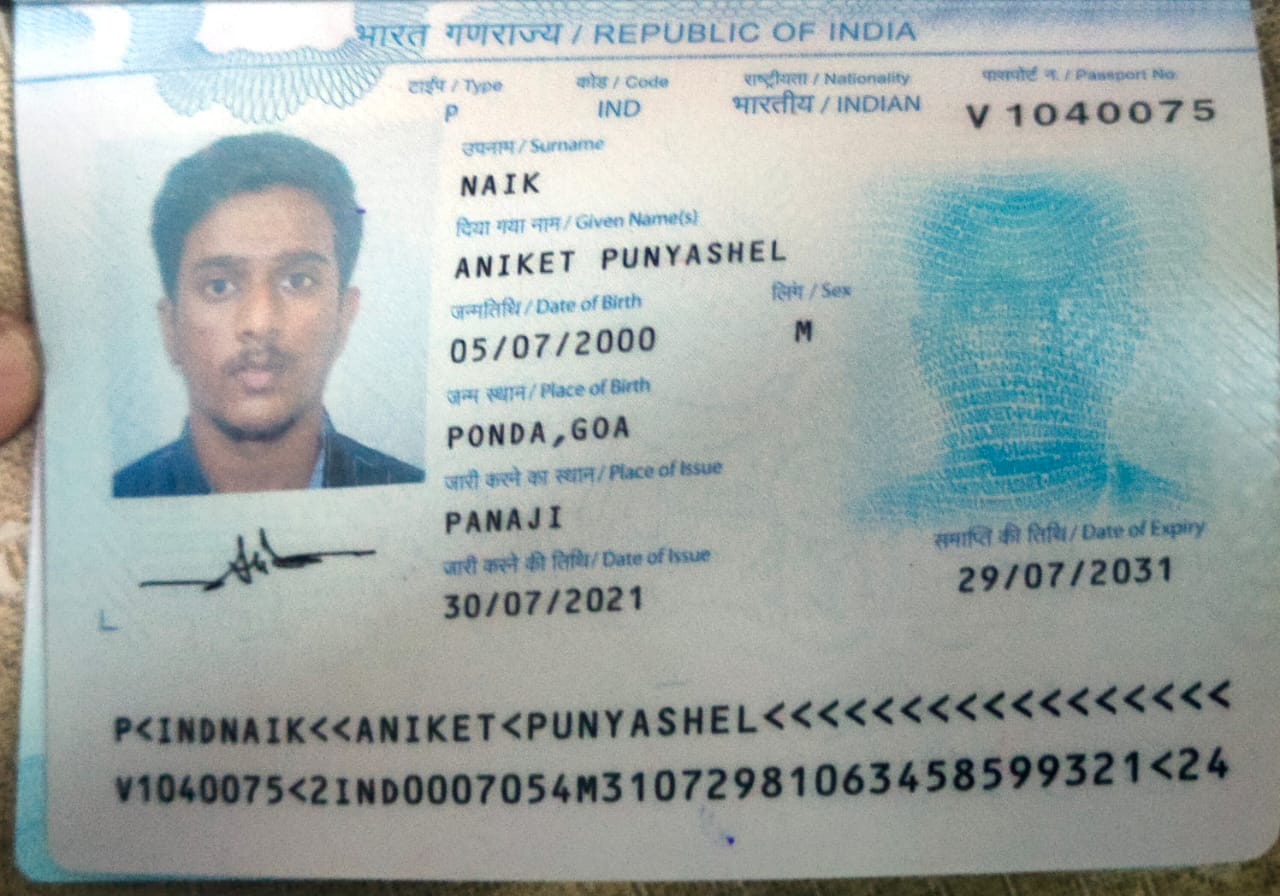 भारत गणराज्य / REPUBLIC OF INDIA
टाईप / Type कोड / Code राष्ट्रीयता / Nationality पासपोर्ट न. / Passport No.
P IND भारतीय / INDIAN V 1040075
उपनाम / Surname
NAIK
दिया गया नाम / Given Name(s)
ANIKET PUNYASHEL
जन्मतिथि / Date of Birth लिंग / Sex
05/07/2000 M
जन्म स्थान / Place of Birth
PONDA,GOA
जारी करने का स्थान / Place of Issue
PANAJI
जारी करने की तिथि / Date of Issue समाप्ति की तिथि / Date of Expiry
30/07/2021 29/07/2031
P<INDNAIK<<ANIKET<PUNYASHEL<<<<<<<<<<<<<<<<<
V1040075<2IND0007054M31072981063458599321<24